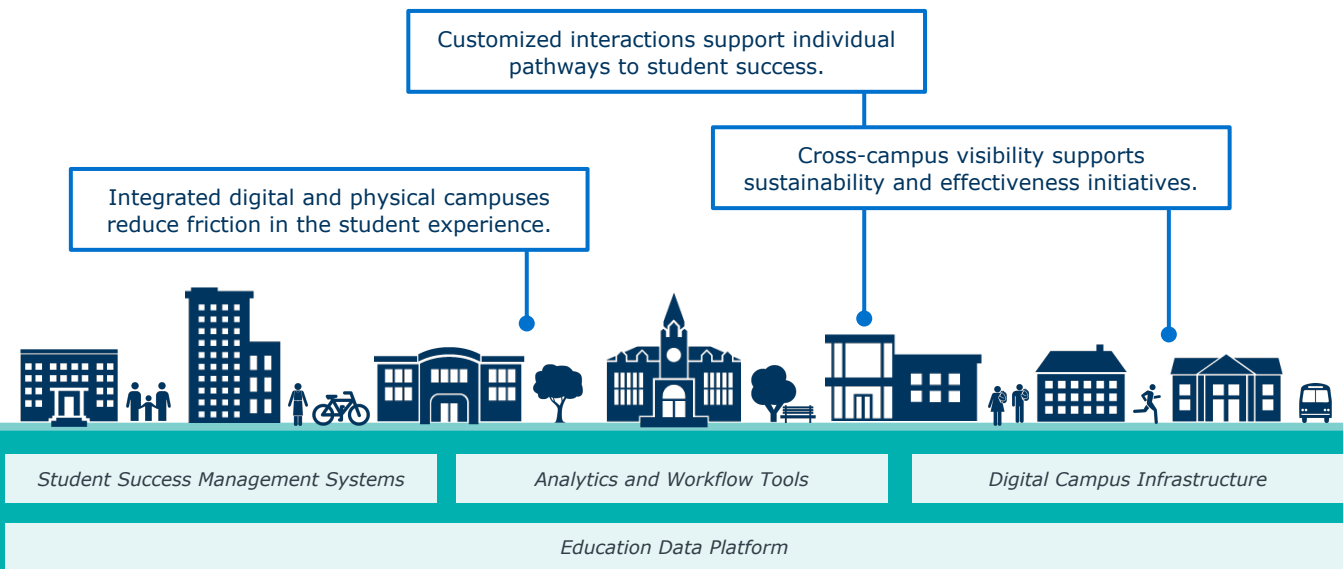 Customized interactions support individual
pathways to student success.
Cross-campus visibility supports
sustainability and effectiveness initiatives.
Integrated digital and physical campuses
reduce friction in the student experience.
Student Success Management Systems
Analytics and Workflow Tools
Digital Campus Infrastructure
Education Data Platform